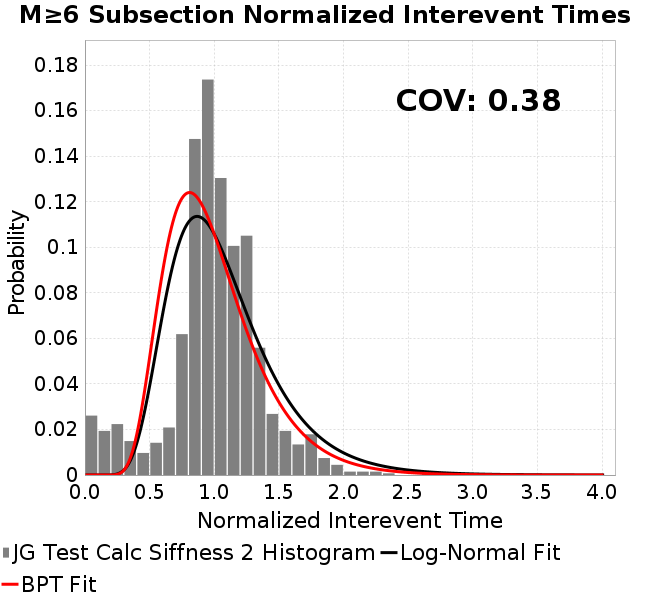 M≥6 Subsection Normalized Interevent Times
COV: 0.38
Probability
0.18
0.16
0.14
0.12
0.1
0.08
0.06
0.04
0.02
0
0.0 0.5 1.0 1.5 2.0 2.5 3.0 3.5 4.0
Normalized Interevent Time
JG Test Calc Siffness 2 Histogram Log-Normal Fit
BPT Fit